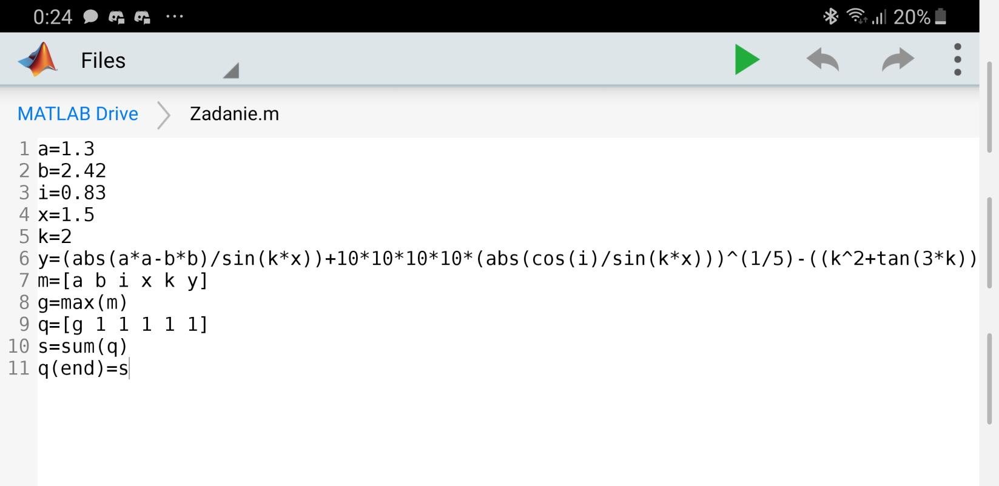 0:24 ... 20%
Files
MATLAB Drive Zadanie.m
1 a=1.3
2 b=2.42
3 i=0.83
4 x=1.5
5 k=2
6 y=(abs(a*a-b*b)/sin(k*x))+10*10*10*10*(abs(cos(i)/sin(k*x)))^(1/5)-((k^2+tan(3*k))
7 m=[a b i x k y]
8 g=max(m)
9 q=[g 1 1 1 1 1]
10 s=sum(q)
11 q(end)=s